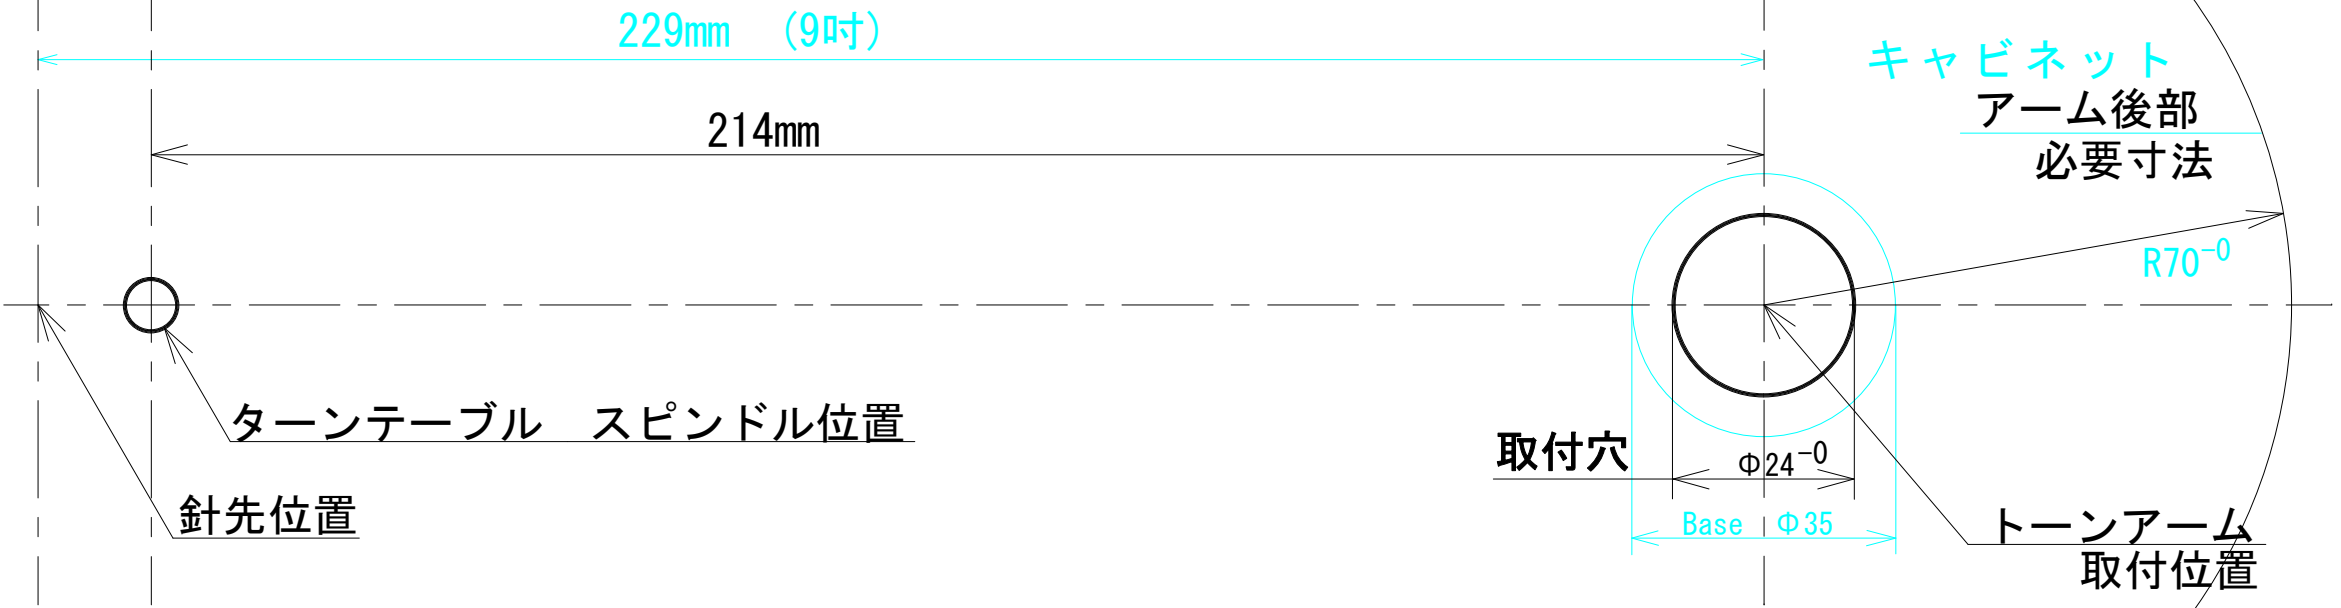 229mm （9吋）
キャビネット
アーム後部
必要寸法
214mm
R70-0
ターンテーブル　スピンドル位置
取付穴
Φ24-0
針先位置
Base Φ35
トーンアーム
取付位置